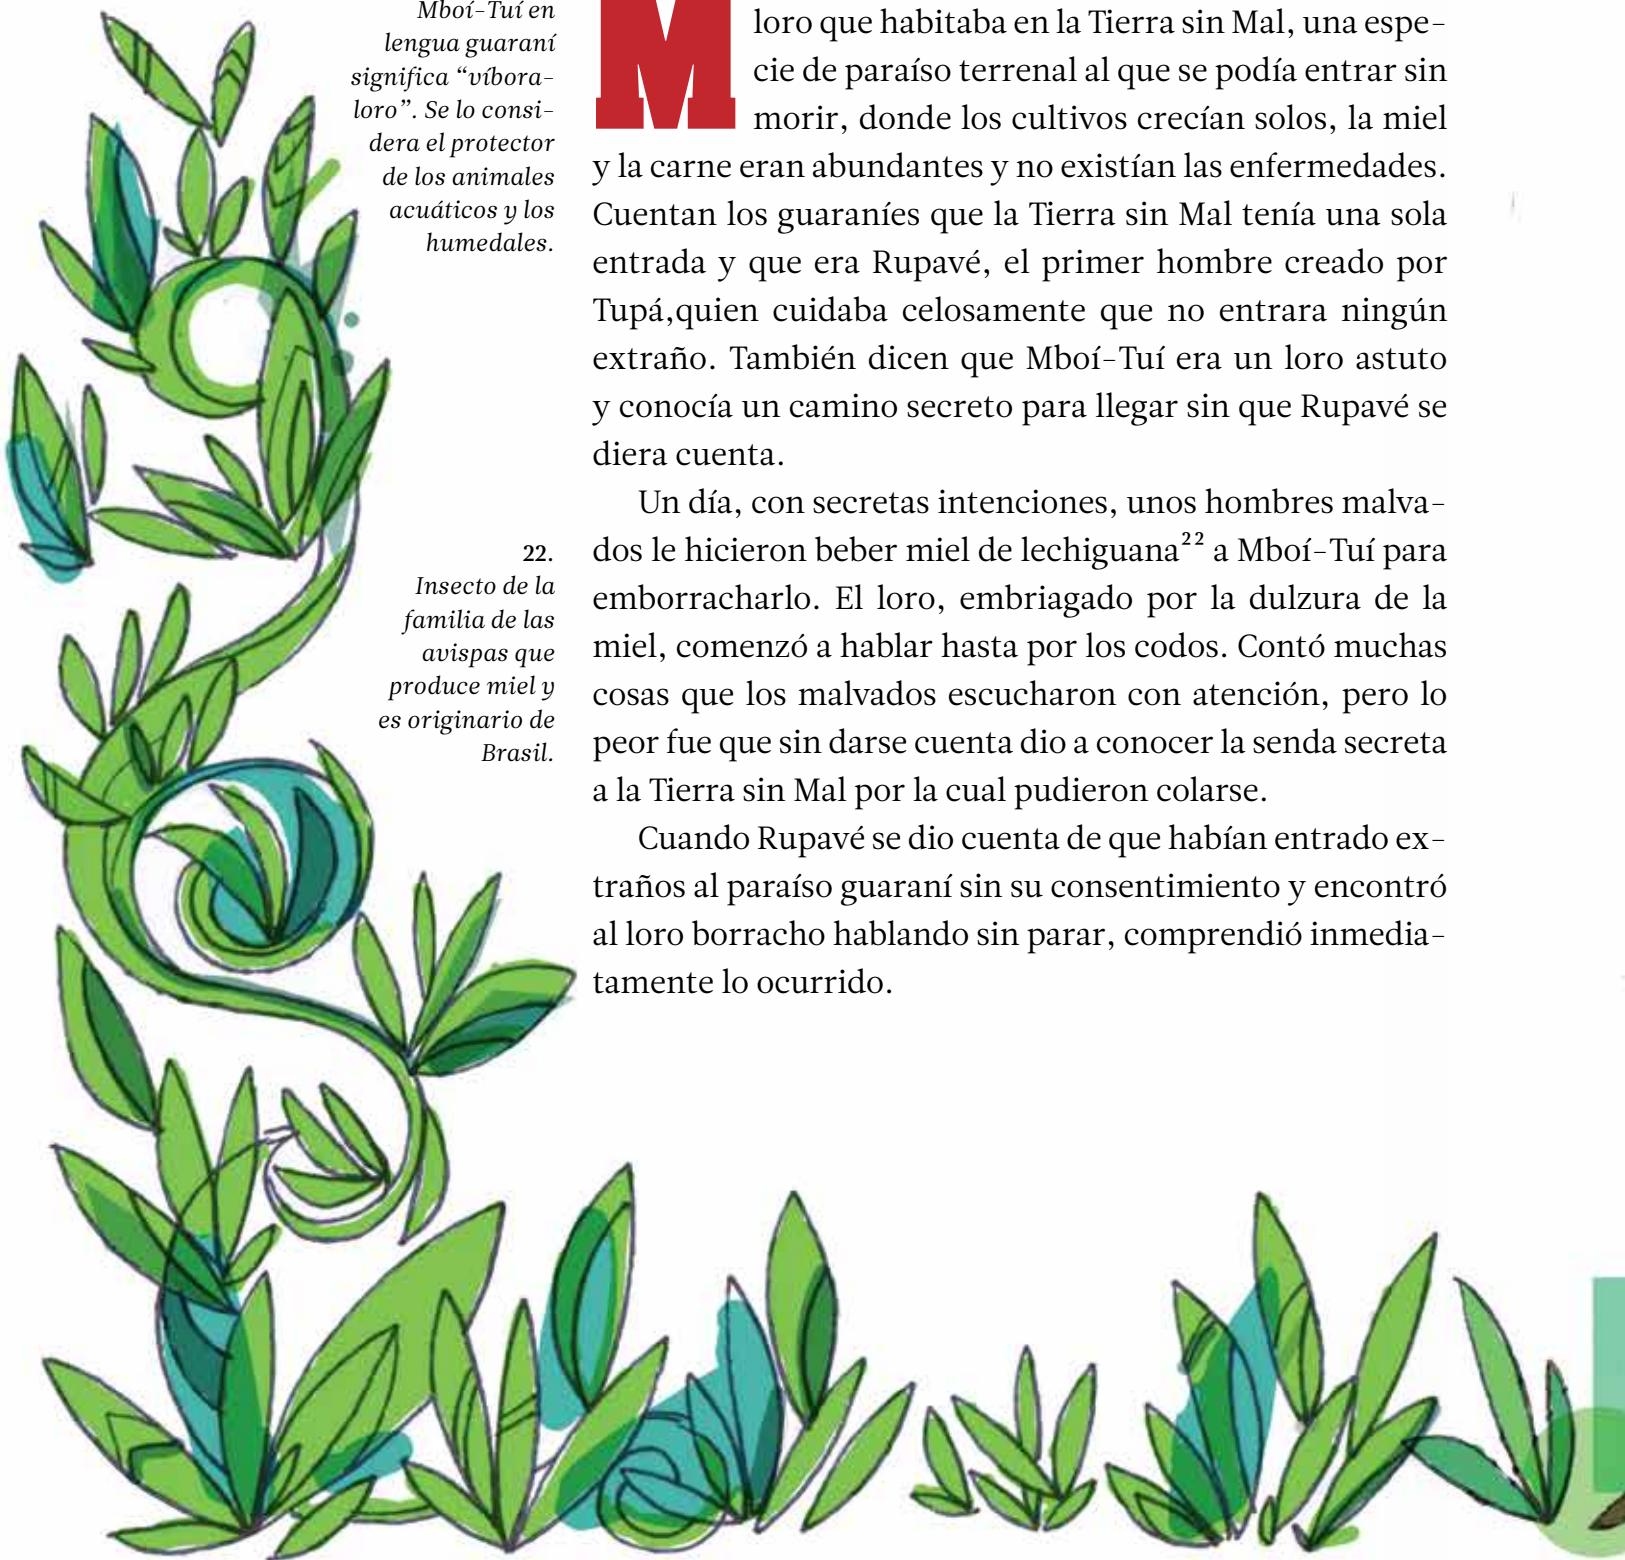 Mboí-Tuí en
lengua guaraní
significa “víbora-
loro”. Se lo consi-
dera el protector
de los animales
acuáticos y los
humedales.
22.
Insecto de la
familia de las
avispas que
produce miel y
es originario de
Brasil.
M
loro que habitaba en la Tierra sin Mal, una espe-
cie de paraíso terrenal al que se podía entrar sin
morir, donde los cultivos crecían solos, la miel
y la carne eran abundantes y no existían las enfermedades.
Cuentan los guaraníes que la Tierra sin Mal tenía una sola
entrada y que era Rupavé, el primer hombre creado por
Tupá,quien cuidaba celosamente que no entrara ningún
extraño. También dicen que Mboí-Tuí era un loro astuto
y conocía un camino secreto para llegar sin que Rupavé se
diera cuenta.
Un día, con secretas intenciones, unos hombres malva-
dos le hicieron beber miel de lechiguana²² a Mboí-Tuí para
emborracharlo. El loro, embriagado por la dulzura de la
miel, comenzó a hablar hasta por los codos. Contó muchas
cosas que los malvados escucharon con atención, pero lo
peor fue que sin darse cuenta dio a conocer la senda secreta
a la Tierra sin Mal por la cual pudieron colarse.
Cuando Rupavé se dio cuenta de que habían entrado ex-
traños al paraíso guaraní sin su consentimiento y encontró
al loro borracho hablando sin parar, comprendió inmedia-
tamente lo ocurrido.